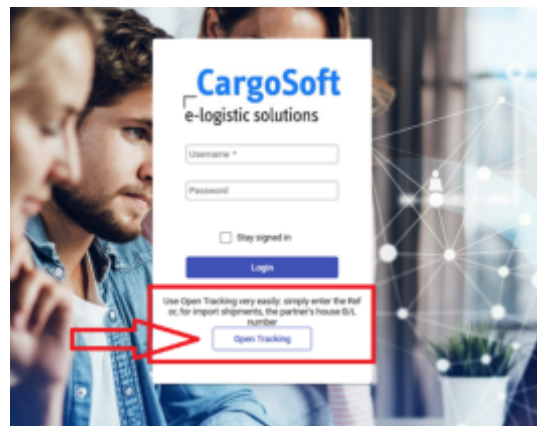 CargoSoft
e-logistic solutions
Username *
Password
Stay signed in
Login
Use Open Tracking very easily: simply enter the Ref
or, for import shipments, the partner's house B/L
number
Open Tracking